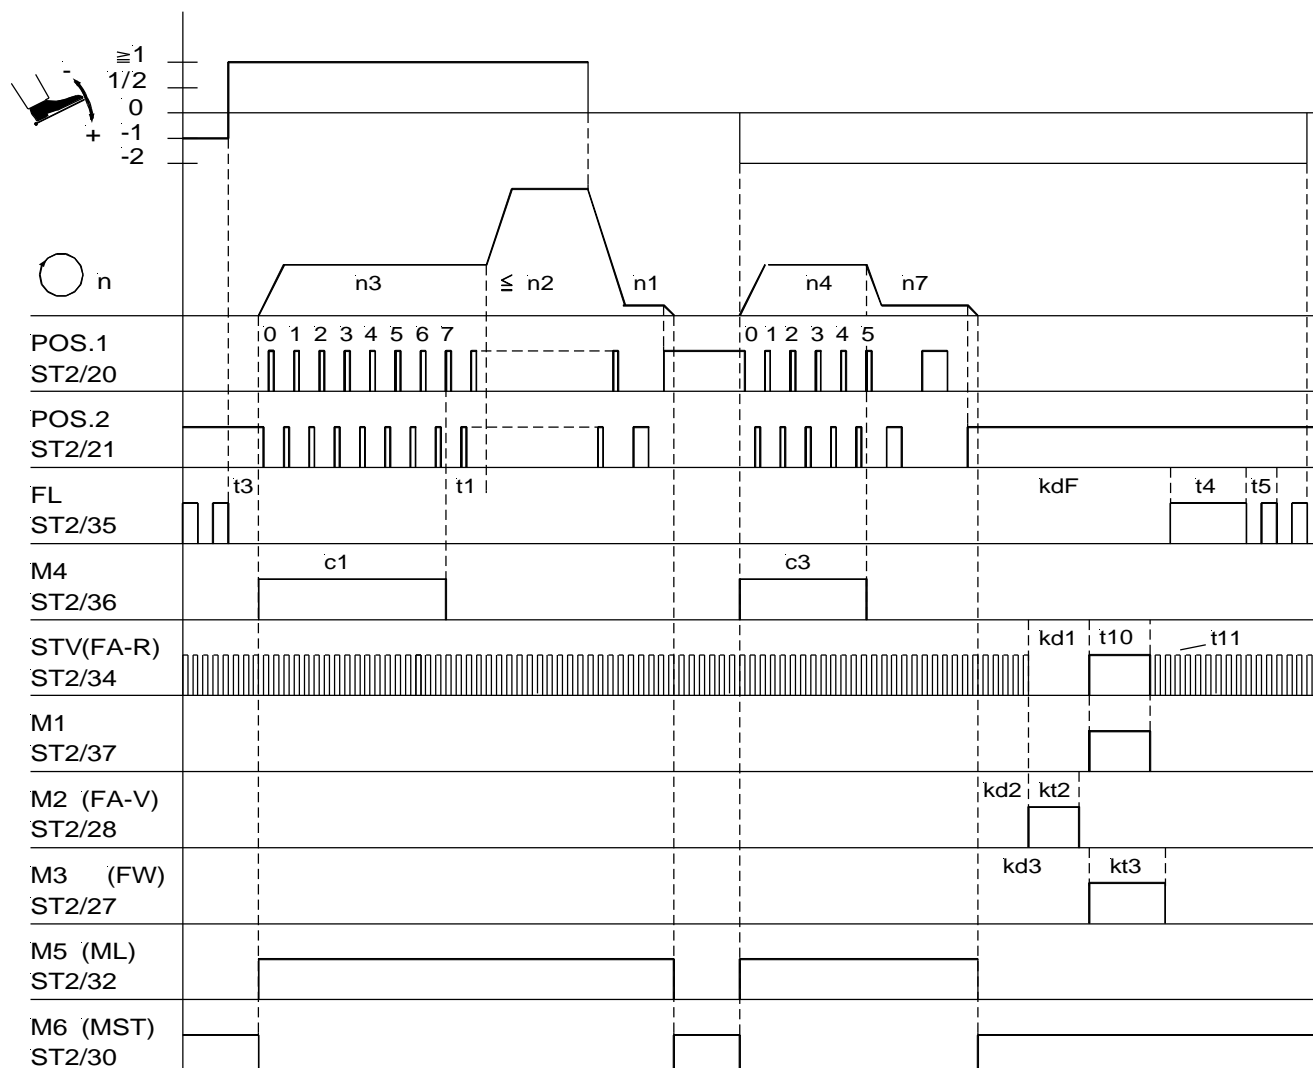 ≧1
-
1/2
0
+
-1
-2
n
n3
≦ n2
n1
n4
n7
POS.1
0 1 2 3 4 5 6 7
0 1 2 3 4 5
ST2/20
POS.2
ST2/21
FL
t3
t1
kdF
t4
t5
ST2/35
M4
c1
c3
ST2/36
STV(FA-R)
kd1
t10
t11
ST2/34
M1
ST2/37
M2 (FA-V)
kd2
kt2
ST2/28
M3 (FW)
kd3
kt3
ST2/27
M5 (ML)
ST2/32
M6 (MST)
ST2/30